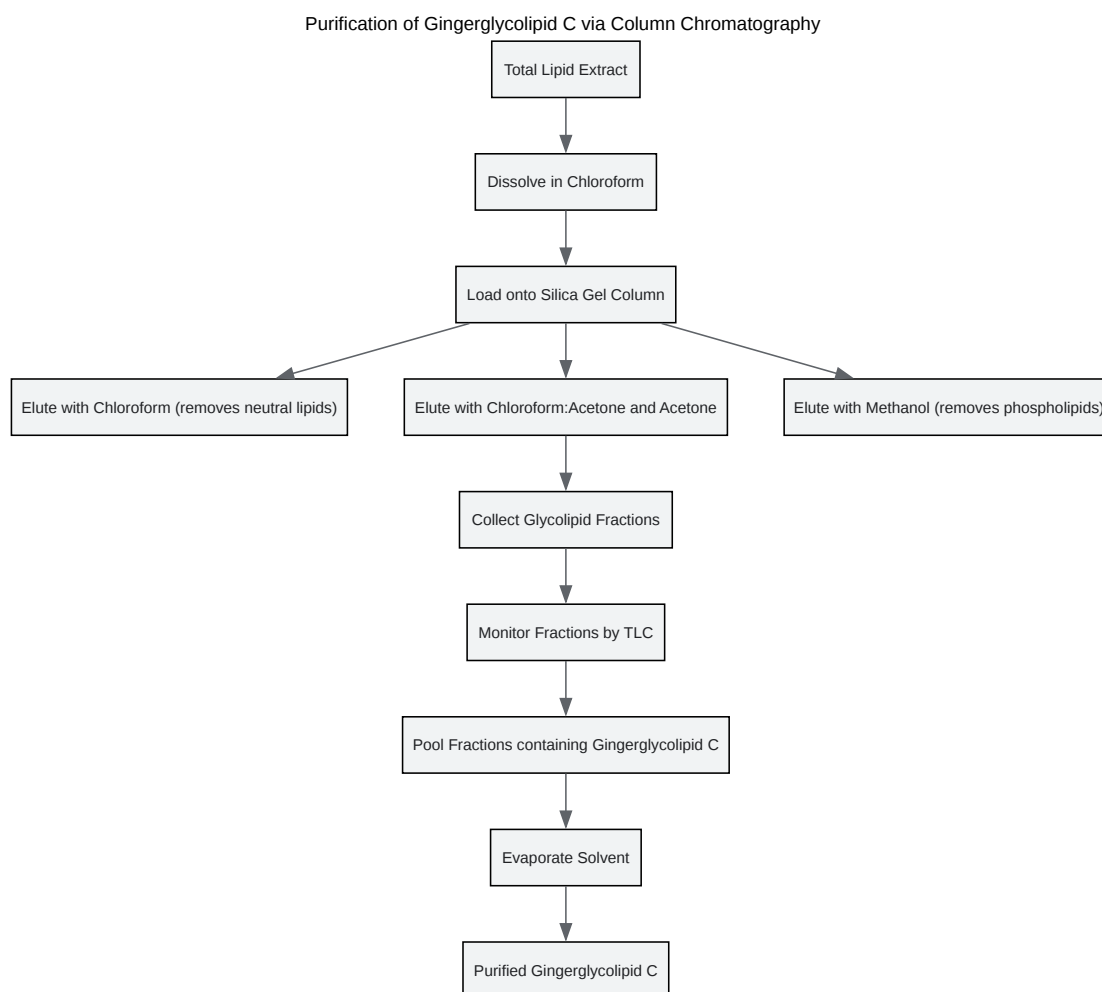 Purification of Gingerglycolipid C via Column Chromatography
Total Lipid Extract
Dissolve in Chloroform
Load onto Silica Gel Column
Elute with Chloroform (removes neutral lipids)
Elute with Chloroform:Acetone and Acetone
Elute with Methanol (removes phospholipids)
Collect Glycolipid Fractions
Monitor Fractions by TLC
Pool Fractions containing Gingerglycolipid C
Evaporate Solvent
Purified Gingerglycolipid C